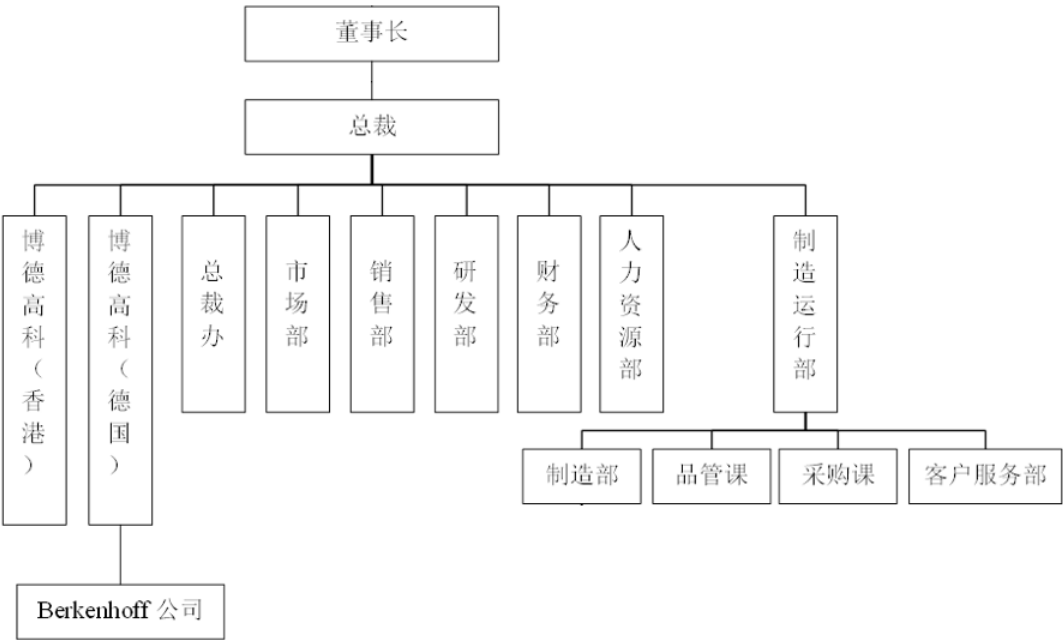 董事长
总裁
博德高科（香港）
博德高科（德国）
总裁办
市场部
销售部
研发部
财务部
人力资源部
制造运行部
制造部
品管课
采购课
客户服务部
Berkenhoff 公司